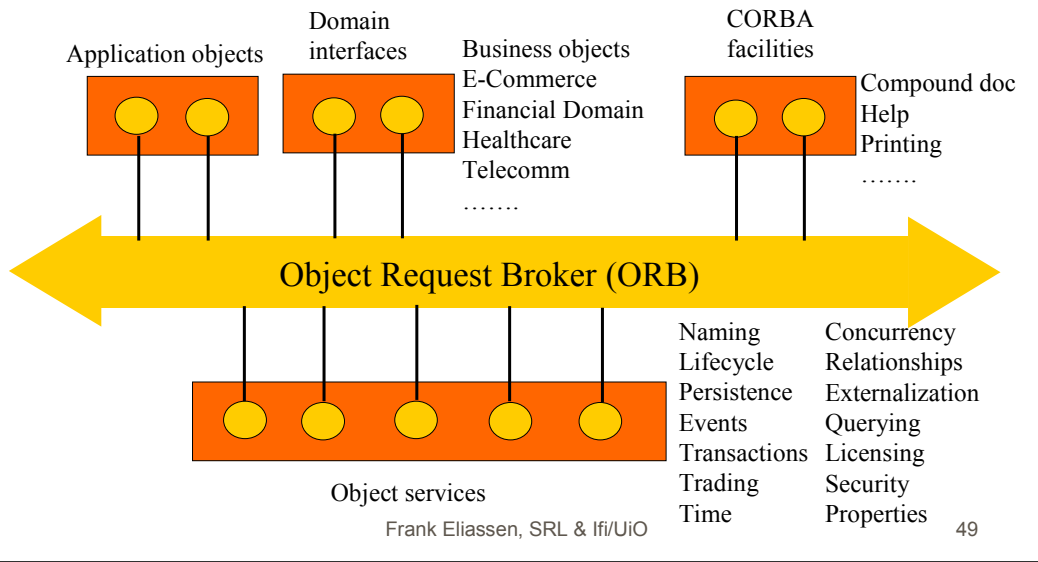 Application objects
Domain
interfaces
Business objects
E-Commerce
Financial Domain
Healthcare
Telecomm
…….
CORBA
facilities
Compound doc
Help
Printing
…….
Object Request Broker (ORB)
Object services
Naming
Lifecycle
Persistence
Events
Transactions
Trading
Time
Concurrency
Relationships
Externalization
Querying
Licensing
Security
Properties
Frank Eliassen, SRL & Ifi/UiO
49